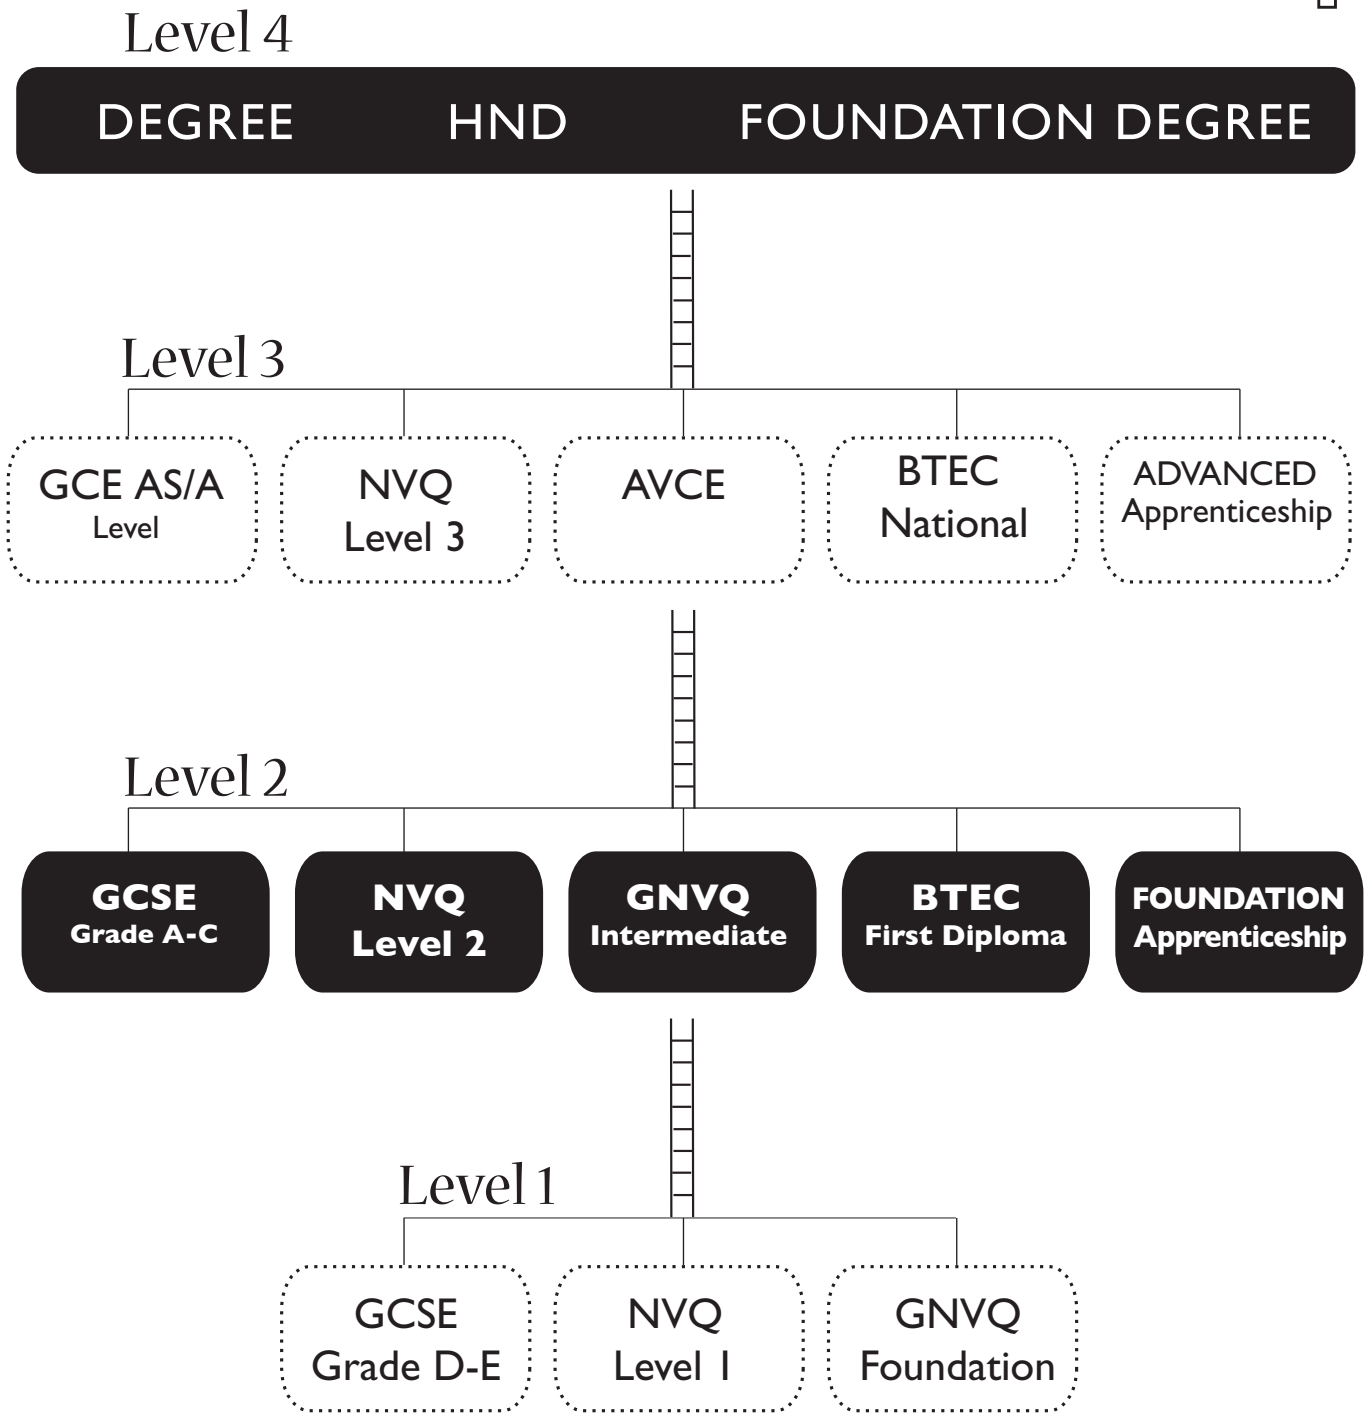 Level 4
DEGREE HND FOUNDATION DEGREE
Level 3
GCE AS/A
Level
NVQ
Level 3
AVCE
BTEC
National
ADVANCED
Apprenticeship
Level 2
GCSE
Grade A-C
NVQ
Level 2
GNVQ
Intermediate
BTEC
First Diploma
FOUNDATION
Apprenticeship
Level 1
GCSE
Grade D-E
NVQ
Level 1
GNVQ
Foundation